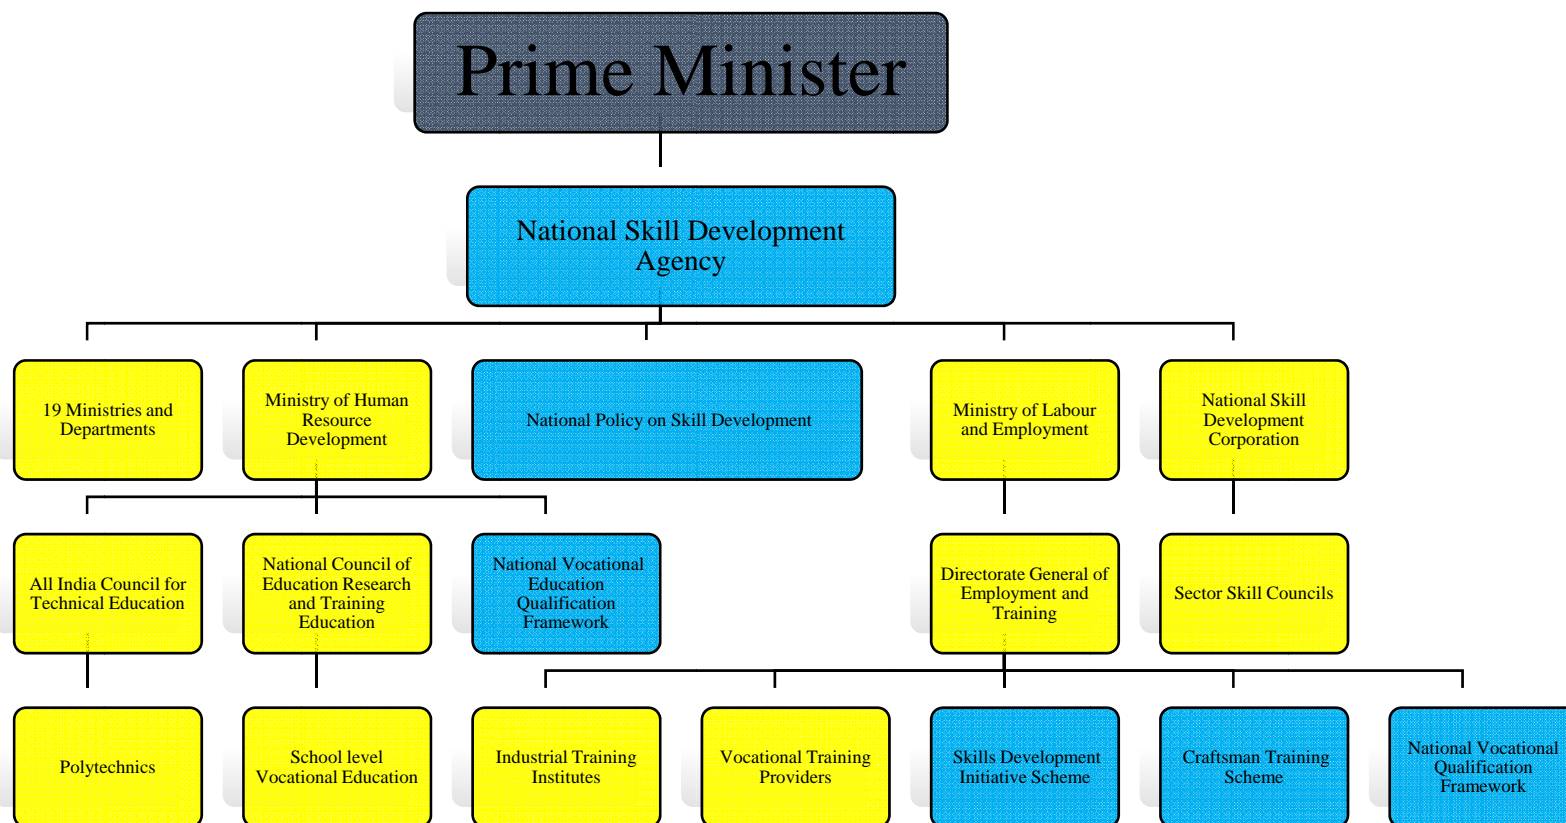 Prime Minister
National Skill Development
Agency
19 Ministries and
Departments
Ministry of Human
Resource
Development
National Policy on Skill Development
Ministry of Labour
and Employment
National Skill
Development
Corporation
All India Council for
Technical Education
National Council of
Education Research
and Training
Education
National Vocational
Education
Qualification
Framework
Directorate General of
Employment and
Training
Sector Skill Councils
Polytechnics
School level
Vocational Education
Industrial Training
Institutes
Vocational Training
Providers
Skills Development
Initiative Scheme
Craftsman Training
Scheme
National Vocational
Qualification
Framework